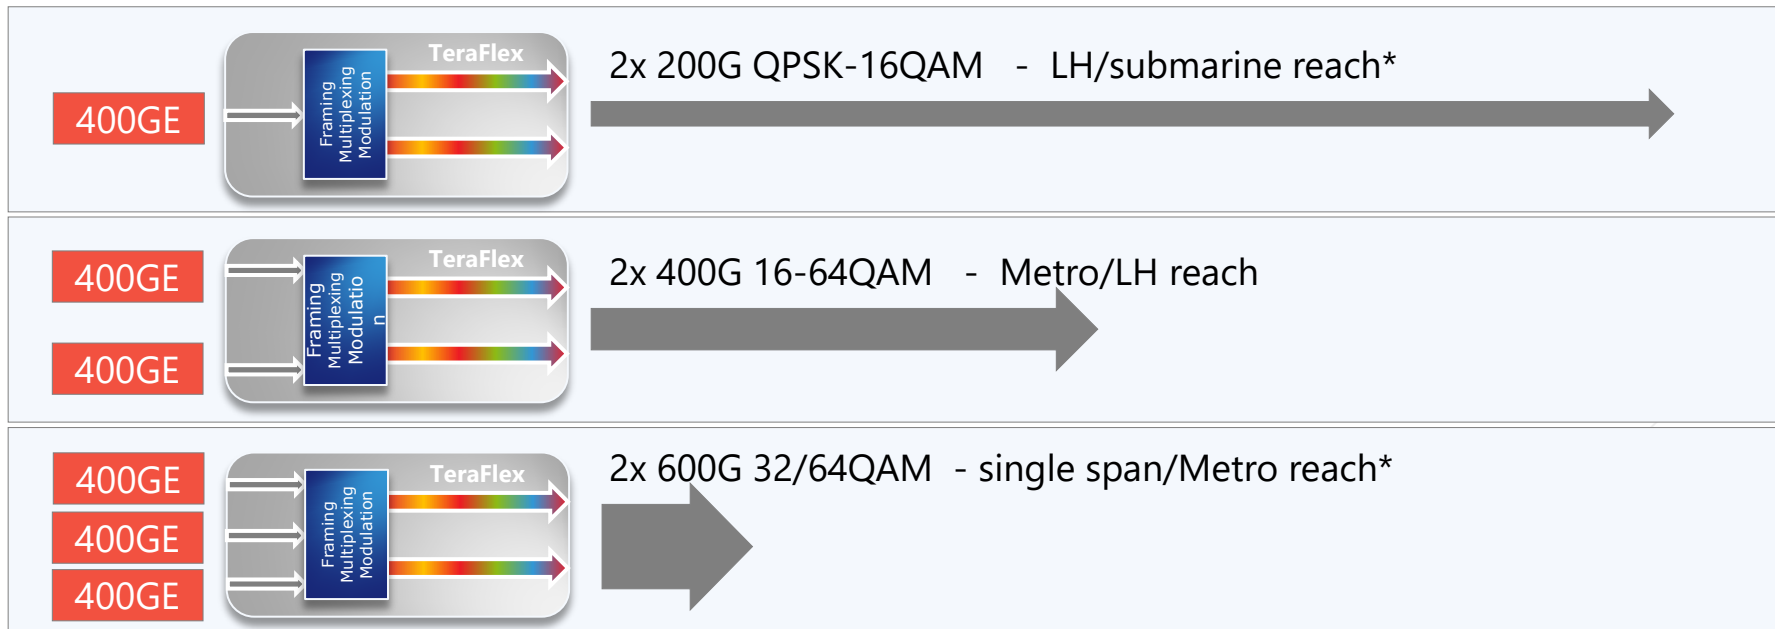 TeraFlex
2x 200G QPSK-16QAM - LH/submarine reach*
400GE
Framing
Multiplexing
Modulation
TeraFlex
2x 400G 16-64QAM - Metro/LH reach
400GE
400GE
Framing
Multiplexing
Modulatio
n
TeraFlex
2x 600G 32/64QAM - single span/Metro reach*
400GE
400GE
400GE
Framing
Multiplexing
Modulation